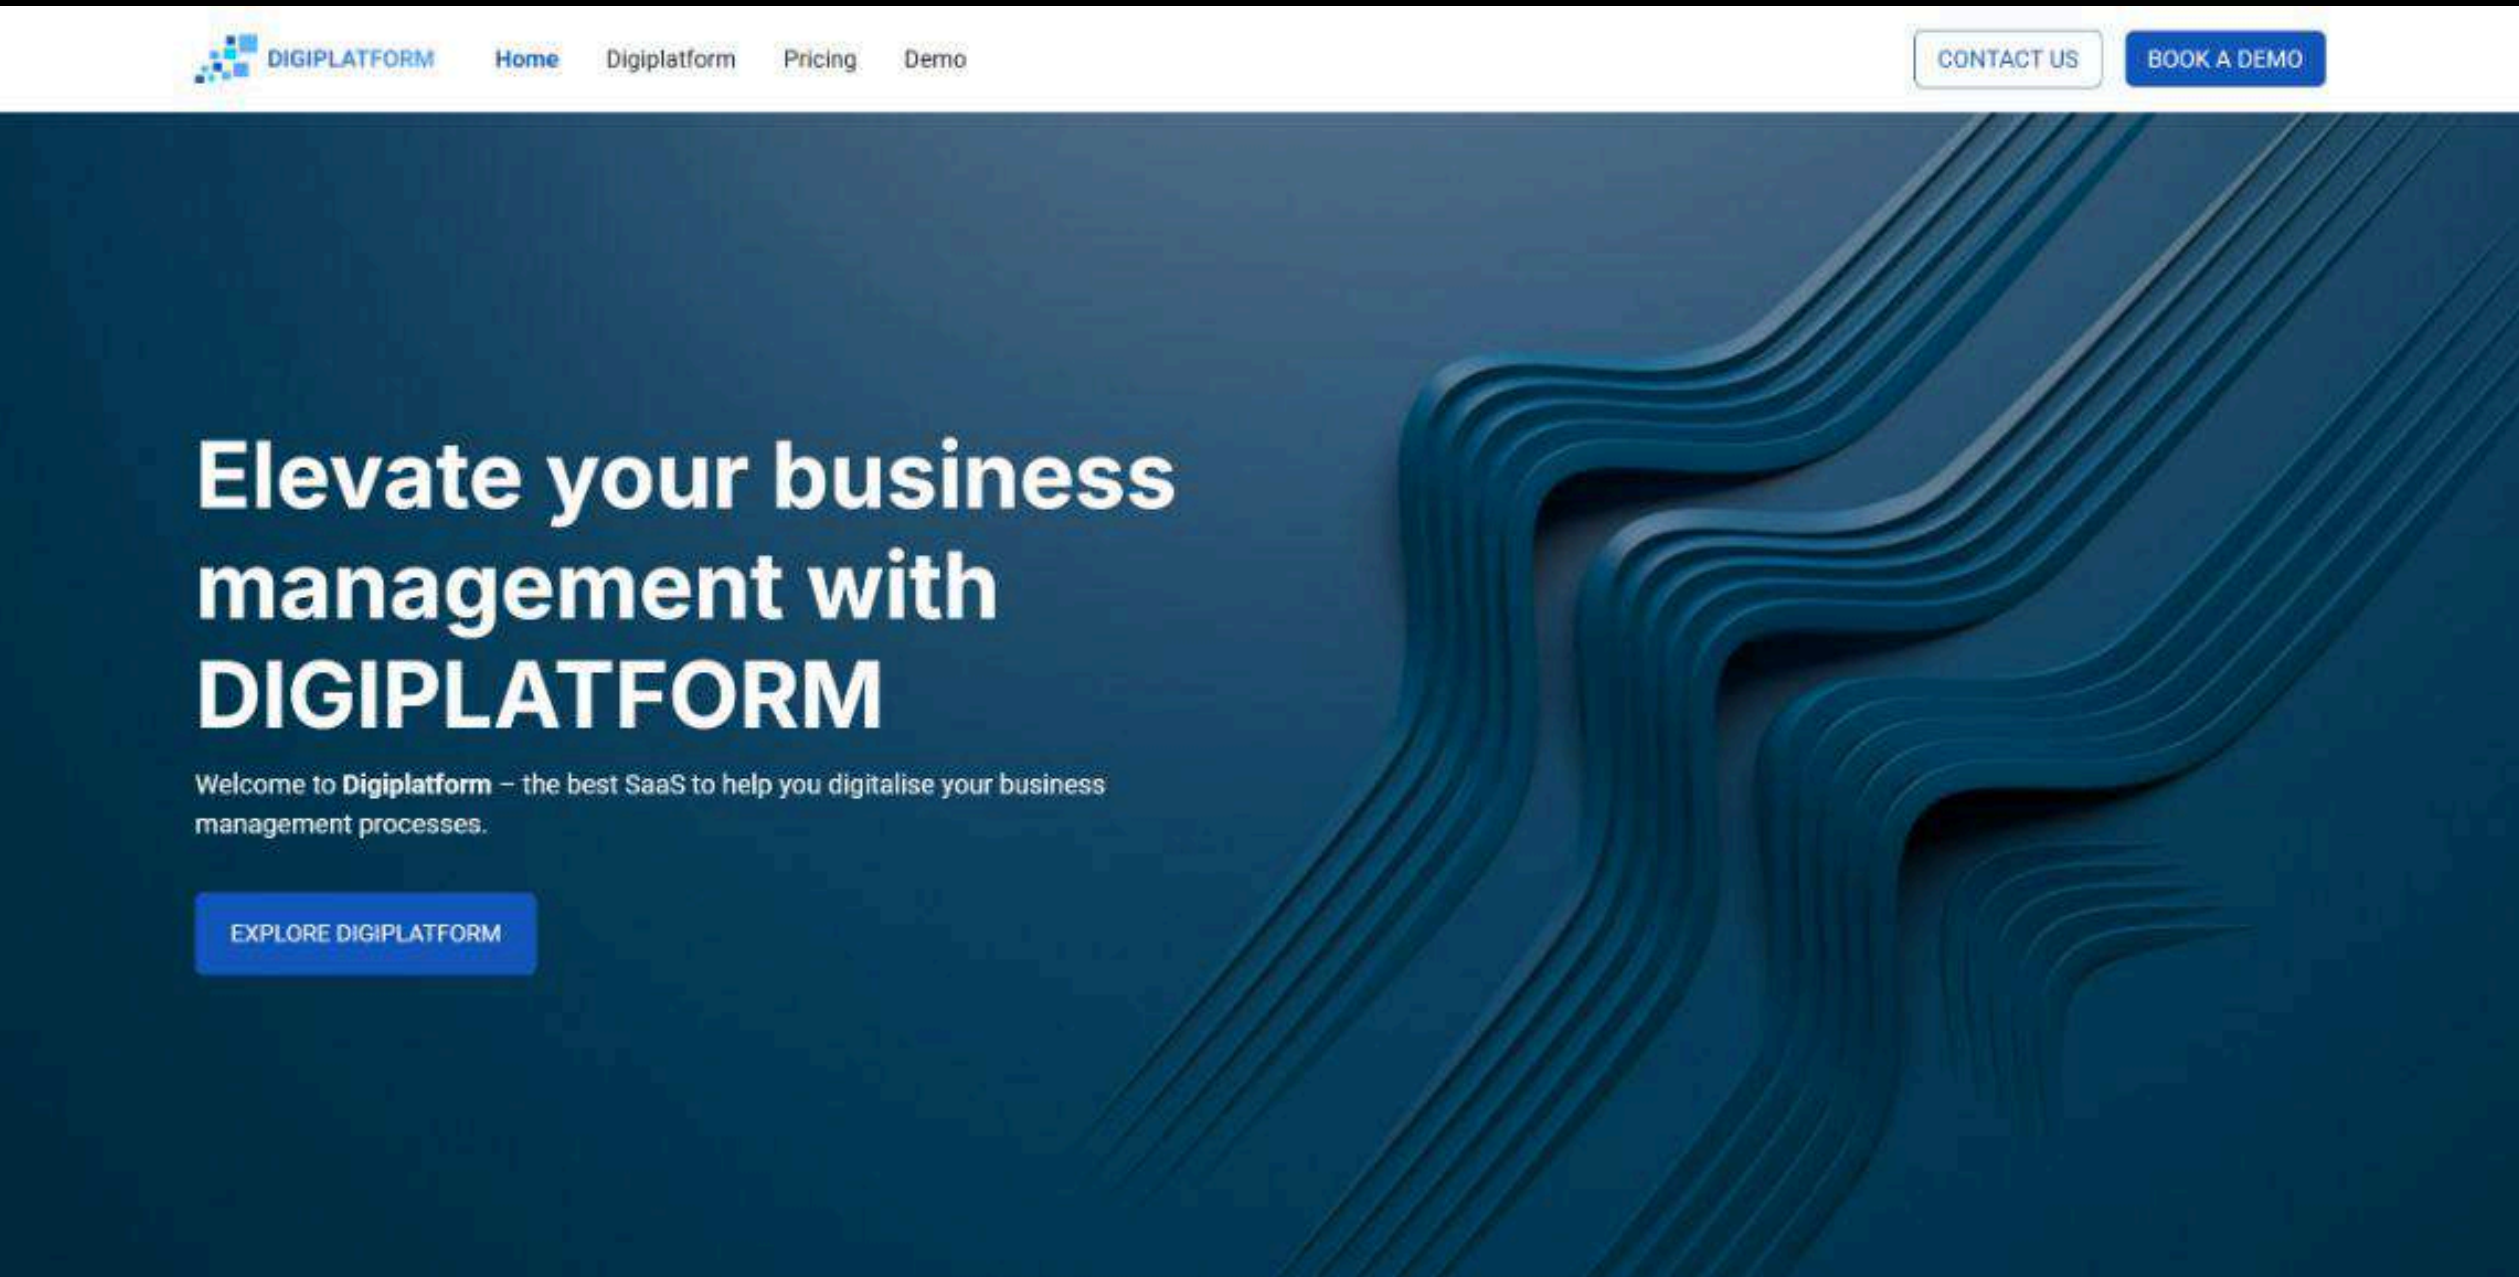 DIGIPLATFORM Home Digiplatform Pricing Demo CONTACT US BOOK A DEMO
Elevate your business
management with
DIGIPLATFORM
Welcome to Digiplatform – the best SaaS to help you digitalise your business
management processes.
EXPLORE DIGIPLATFORM